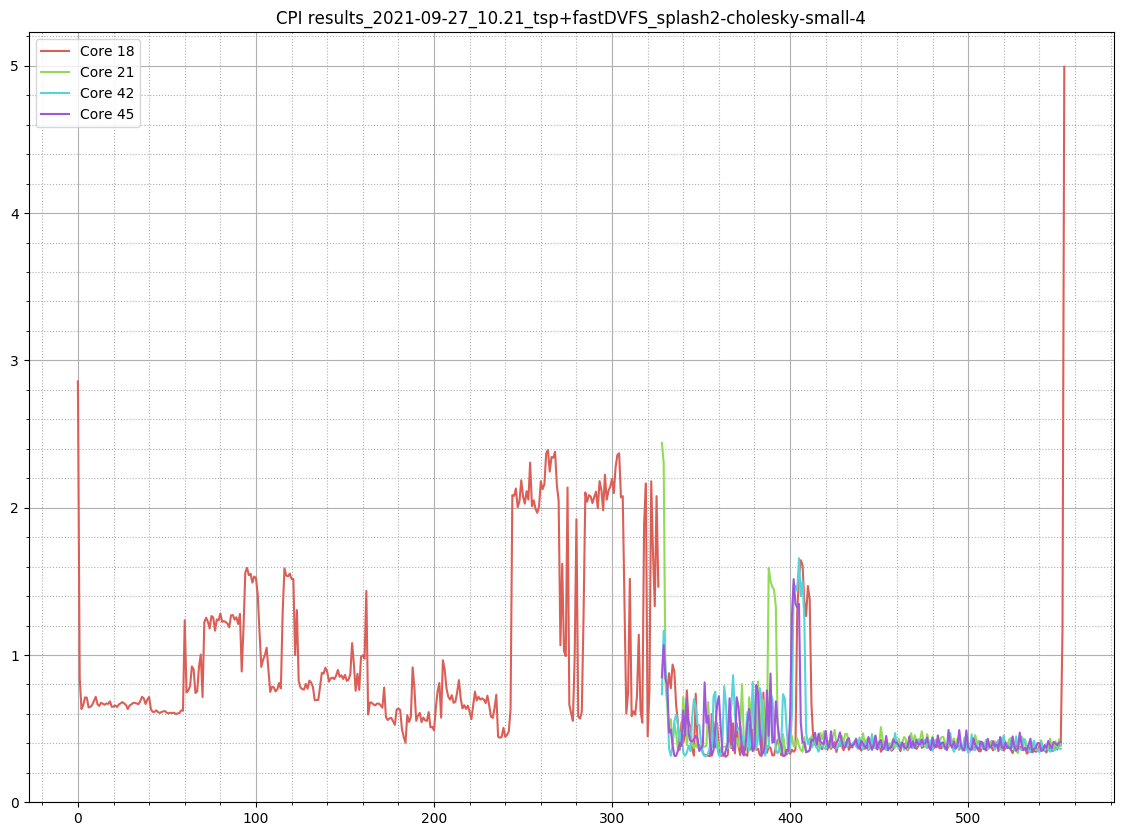 CPI results_2021-09-27_10.21_tsp+fastDVFS_splash2-cholesky-small-4
Core 18
Core 21
Core 42
Core 45
5
4
3
2
1
0
0 100 200 300 400 500